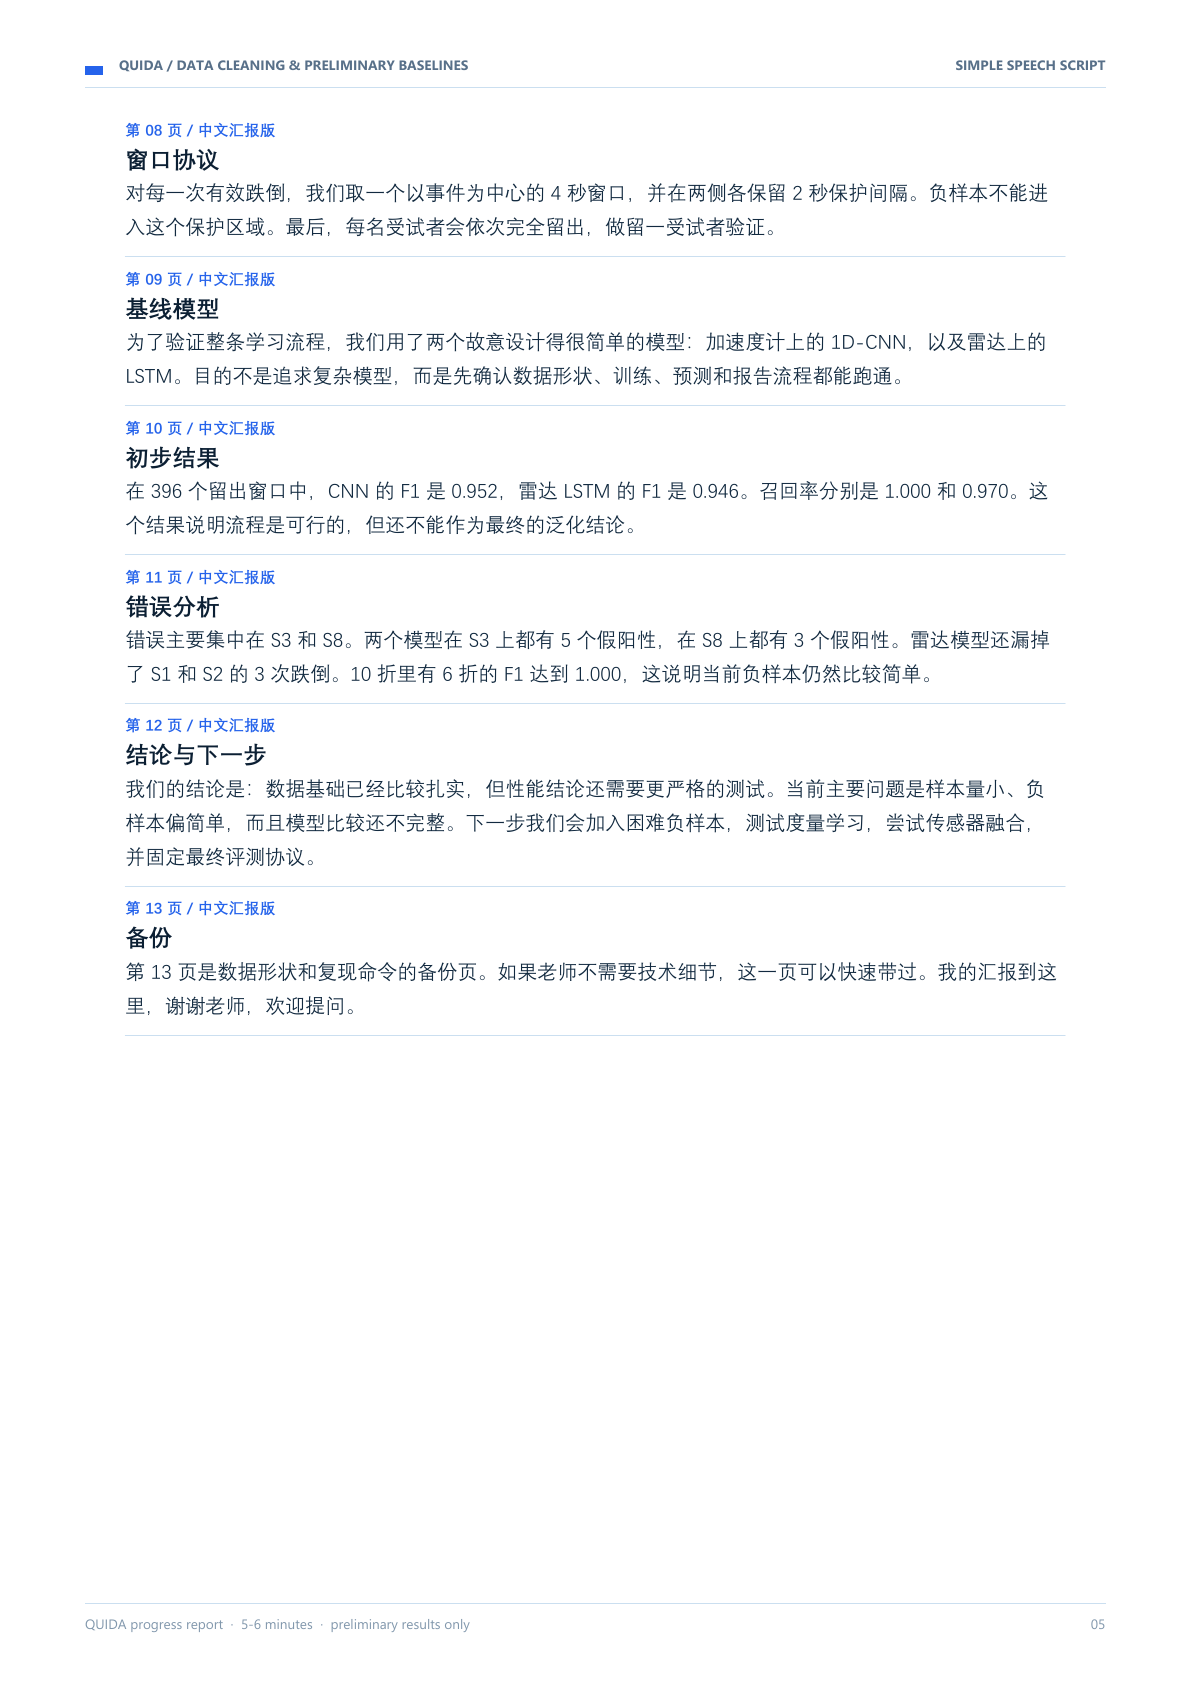 QUIDA / DATA CLEANING & PRELIMINARY BASELINES
SIMPLE SPEECH SCRIPT
第 08 页 / 中文汇报版
窗口协议
对每一次有效跌倒，我们取一个以事件为中心的 4 秒窗口，并在两侧各保留 2 秒保护间隔。负样本不能进
入这个保护区域。最后，每名受试者会依次完全留出，做留一受试者验证。
第 09 页 / 中文汇报版
基线模型
为了验证整条学习流程，我们用了两个故意设计得很简单的模型：加速度计上的 1D-CNN，以及雷达上的
LSTM。目的不是追求复杂模型，而是先确认数据形状、训练、预测和报告流程都能跑通。
第 10 页 / 中文汇报版
初步结果
在 396 个留出窗口中，CNN 的 F1 是 0.952，雷达 LSTM 的 F1 是 0.946。召回率分别是 1.000 和 0.970。这
个结果说明流程是可行的，但还不能作为最终的泛化结论。
第 11 页 / 中文汇报版
错误分析
错误主要集中在 S3 和 S8。两个模型在 S3 上都有 5 个假阳性，在 S8 上都有 3 个假阳性。雷达模型还漏掉
了 S1 和 S2 的 3 次跌倒。10 折里有 6 折的 F1 达到 1.000，这说明当前负样本仍然比较简单。
第 12 页 / 中文汇报版
结论与下一步
我们的结论是：数据基础已经比较扎实，但性能结论还需要更严格的测试。当前主要问题是样本量小、负
样本偏简单，而且模型比较还不完整。下一步我们会加入困难负样本，测试度量学习，尝试传感器融合，
并固定最终评测协议。
第 13 页 / 中文汇报版
备份
第 13 页是数据形状和复现命令的备份页。如果老师不需要技术细节，这一页可以快速带过。我的汇报到这
里，谢谢老师，欢迎提问。
QUIDA progress report · 5-6 minutes · preliminary results only
05